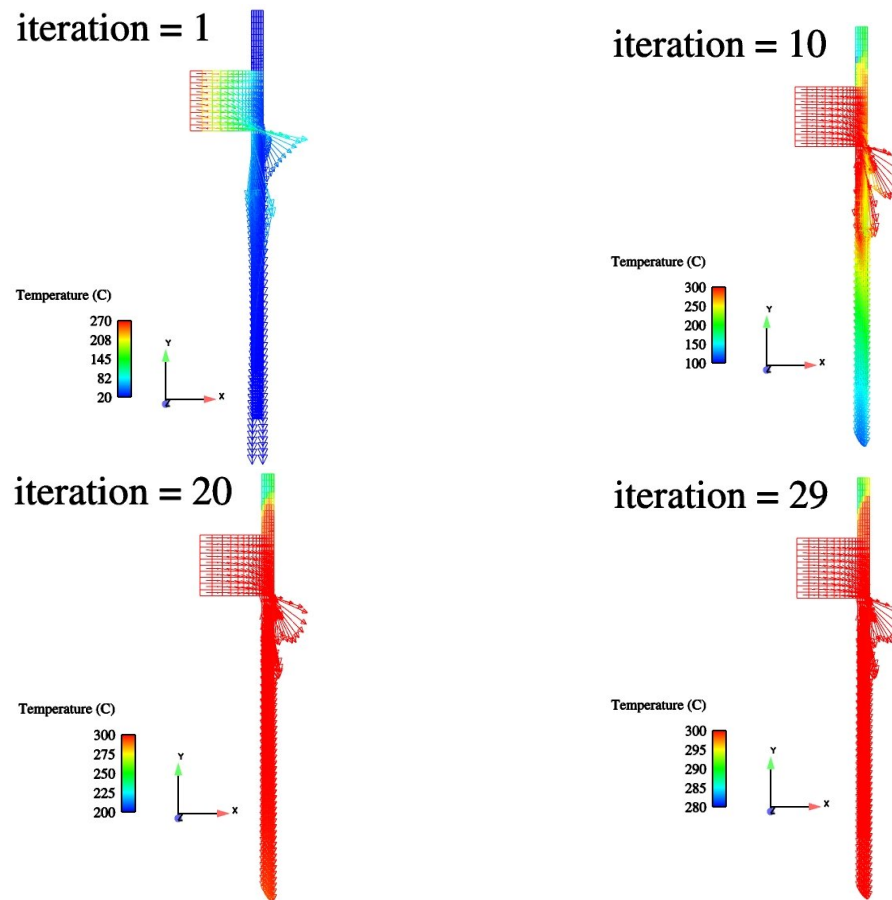 iteration = 1
Temperature (C)
270
208
145
82
20
Y
X
Z
iteration = 10
Temperature (C)
300
250
200
150
100
Y
X
Z
iteration = 20
Temperature (C)
300
275
250
225
200
Y
X
Z
iteration = 29
Temperature (C)
300
295
290
285
280
Y
X
Z